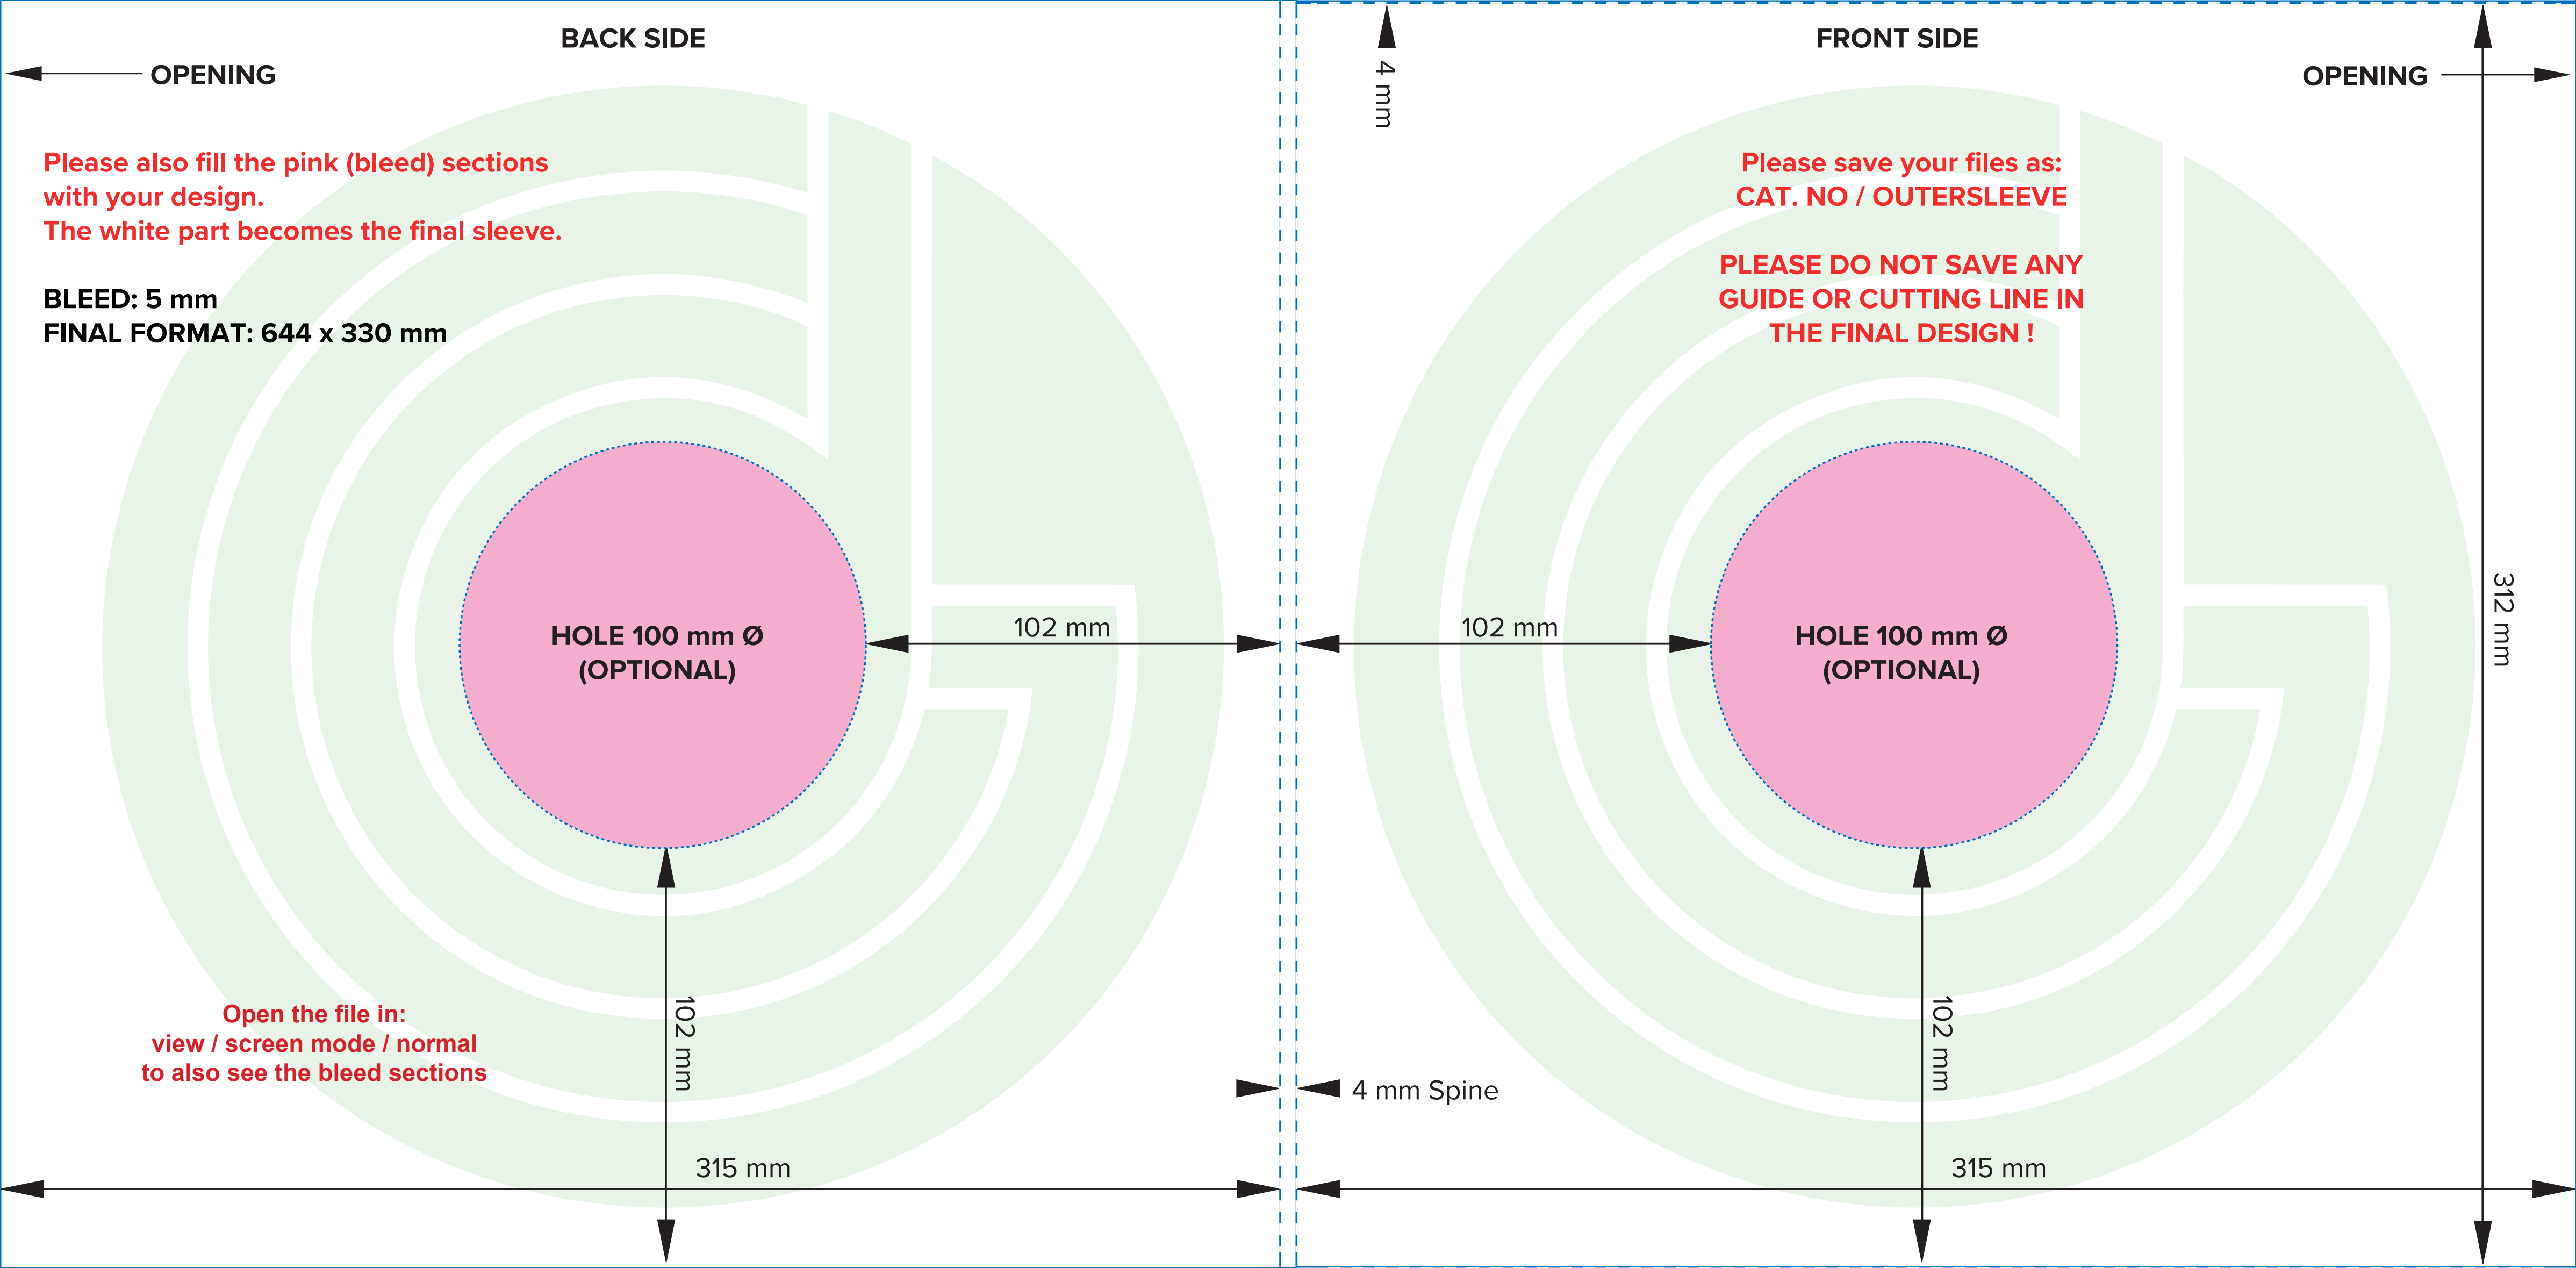 BACK SIDE
OPENING
Please also fill the pink (bleed) sections
with your design.
The white part becomes the final sleeve.
BLEED: 5 mm
FINAL FORMAT: 644 x 330 mm
HOLE 100 mm Ø
(OPTIONAL)
102 mm
102 mm
Open the file in:
view / screen mode / normal
to also see the bleed sections
315 mm
4 mm Spine
FRONT SIDE
OPENING
4 mm
Please save your files as:
CAT. NO / OUTERSLEEVE
PLEASE DO NOT SAVE ANY
GUIDE OR CUTTING LINE IN
THE FINAL DESIGN !
102 mm
HOLE 100 mm Ø
(OPTIONAL)
312 mm
102 mm
315 mm